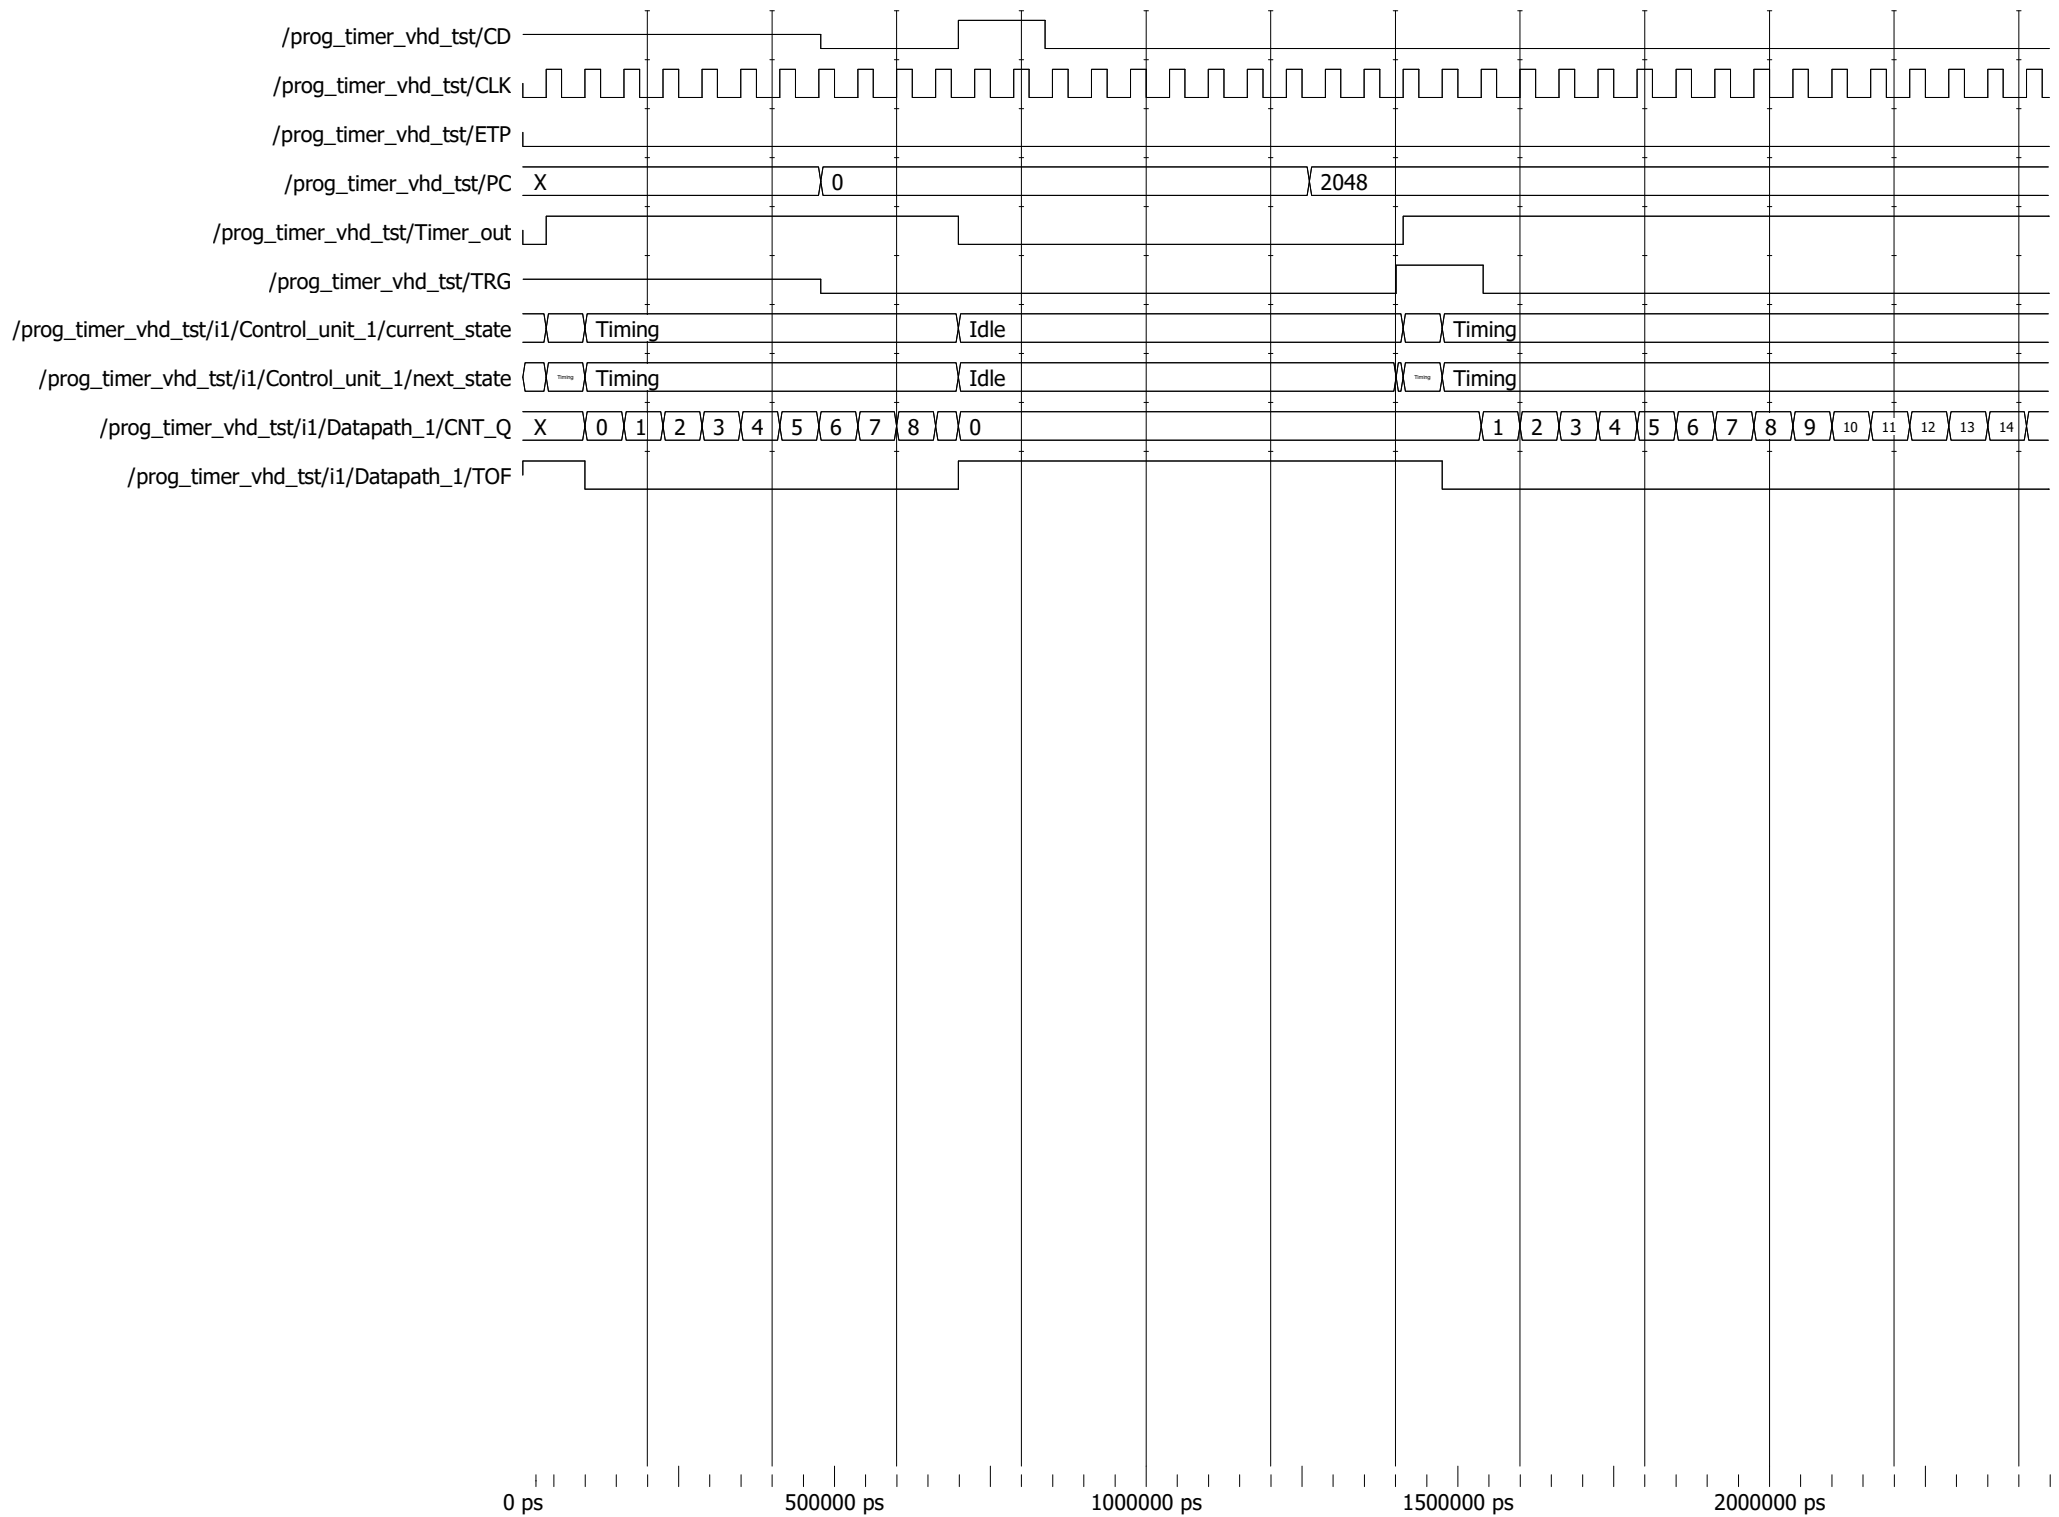 /prog_timer_vhd_tst/CD
/prog_timer_vhd_tst/CLK
/prog_timer_vhd_tst/ETP
/prog_timer_vhd_tst/PC X 0 2048
/prog_timer_vhd_tst/Timer_out
/prog_timer_vhd_tst/TRG
/prog_timer_vhd_tst/i1/Control_unit_1/current_state Timing Idle Timing
/prog_timer_vhd_tst/i1/Control_unit_1/next_state Timing Timing Idle Timing Timing
/prog_timer_vhd_tst/i1/Datapath_1/CNT_Q X 0 1 2 3 4 5 6 7 8 0 1 2 3 4 5 6 7 8 9 10 11 12 13 14
/prog_timer_vhd_tst/i1/Datapath_1/TOF
0 ps 500000 ps 1000000 ps 1500000 ps 2000000 ps